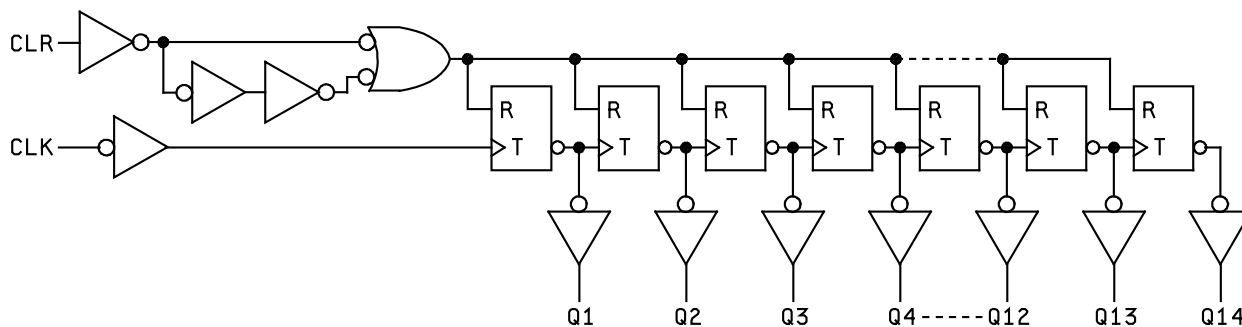 CLR
R R R R R R R
CLK
T T T T T T T
Q1 Q2 Q3 Q4 Q12 Q13 Q14